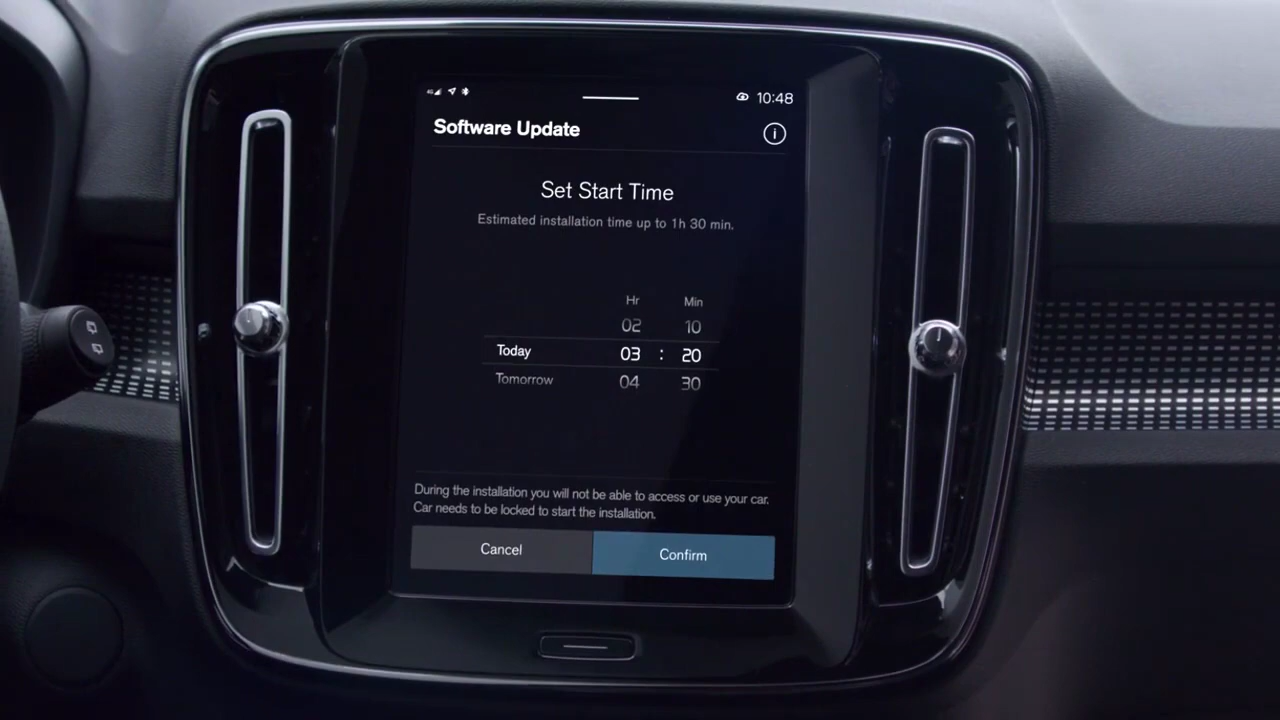 10:48
Software Update
Set Start Time
Estimated installation time up to 1h 30 min.
Hr Min
02 10
Today 03 : 20
Tomorrow 04 30
During the installation you will not be able to access or use your car.
Car needs to be locked to start the installation.
Cancel Confirm